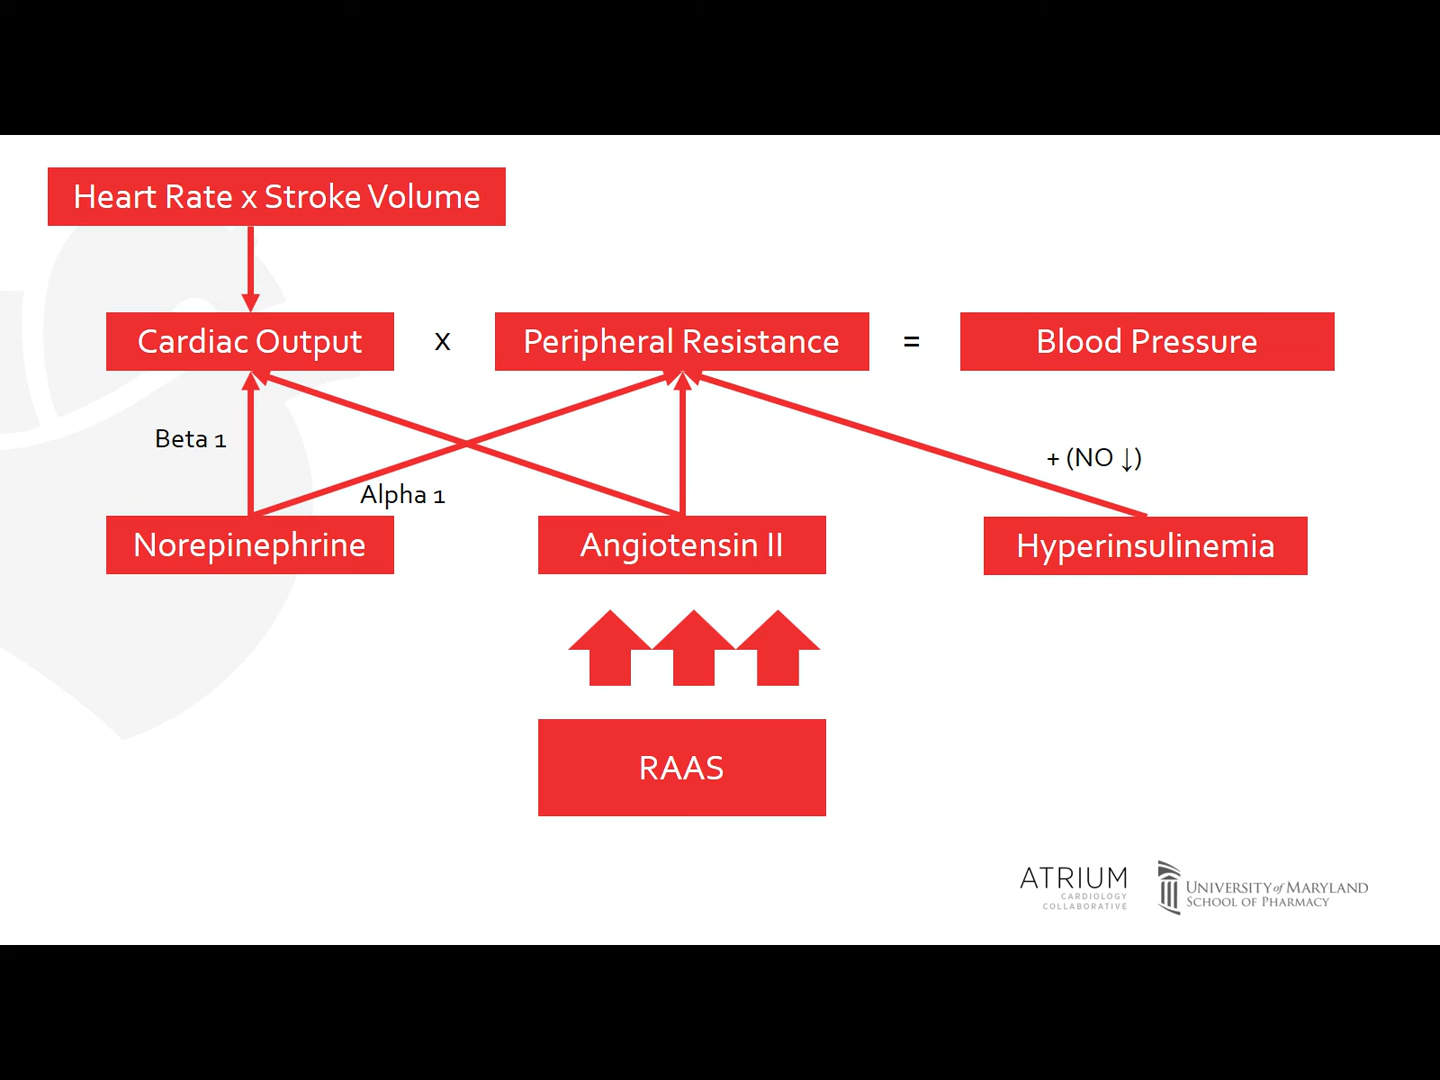 Heart Rate x Stroke Volume
Cardiac Output x Peripheral Resistance = Blood Pressure
Beta 1
+ (NO ↓)
Alpha 1
Norepinephrine
Angiotensin II
Hyperinsulinemia
RAAS
ATRIUM
CARDIOLOGY
COLLABORATIVE
UNIVERSITY of MARYLAND
SCHOOL OF PHARMACY